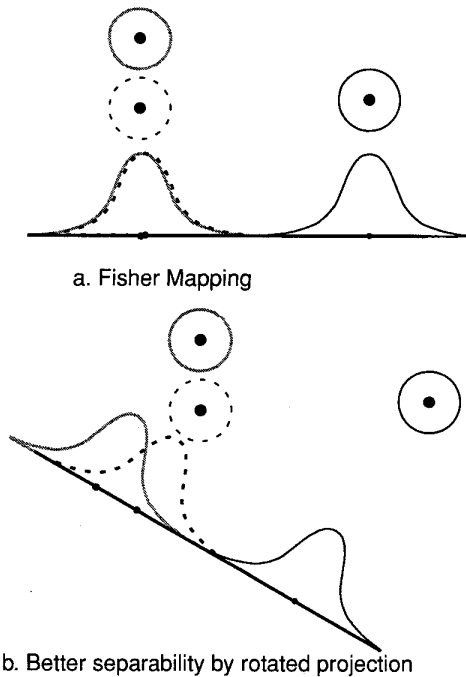 a. Fisher Mapping
b. Better separability by rotated projection